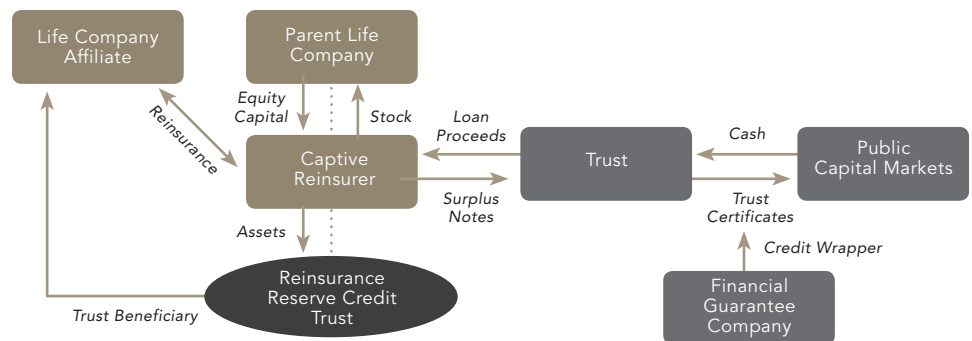 Life Company
Affiliate
Parent Life
Company
Equity
Capital
Stock
Reinsurance
Loan
Proceeds
Cash
Captive
Reinsurer
Trust
Public
Capital Markets
Surplus
Notes
Trust
Certificates
Assets
Credit Wrapper
Reinsurance
Reserve Credit
Trust
Trust Beneficiary
Financial
Guarantee
Company